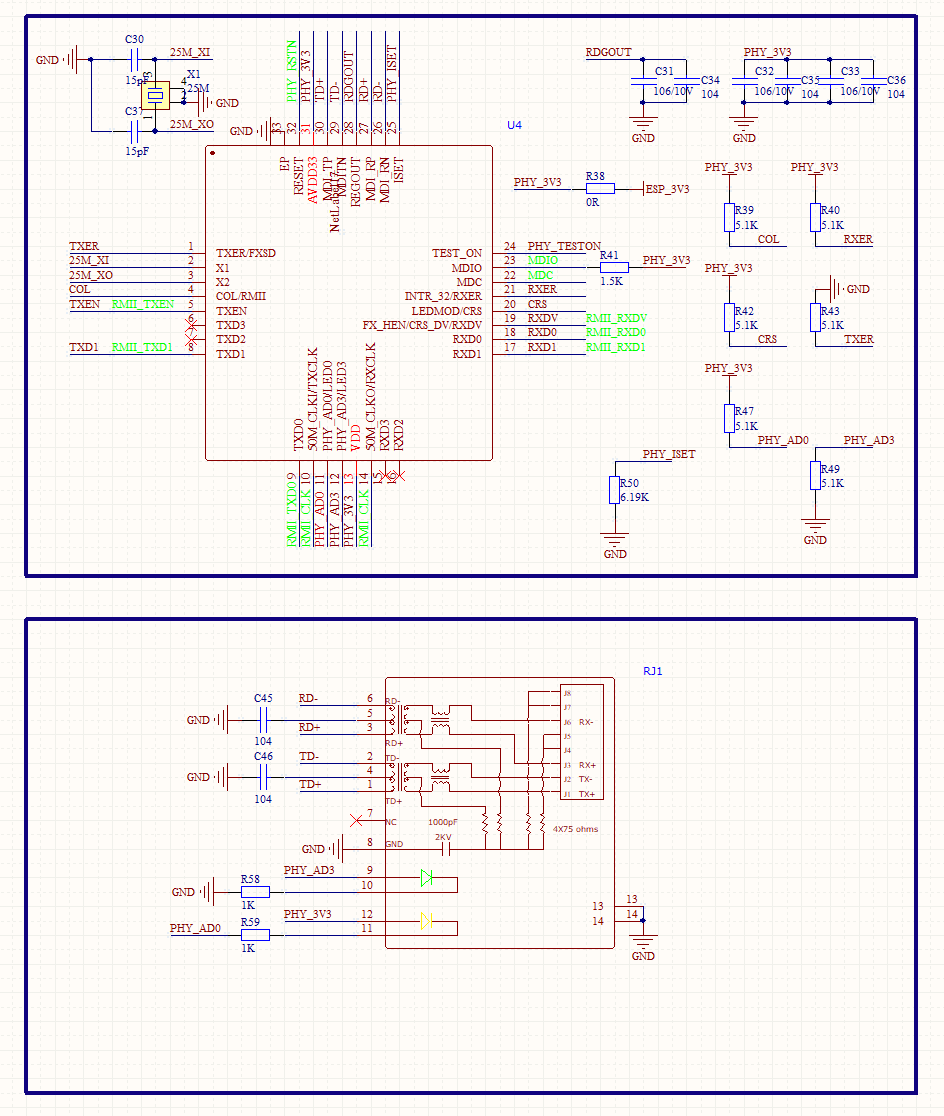 C30
25M_XI
GND
15pF
X1
25M
GND
C37
25M_XO
15pF
PHY_RSTN
PHY_3V3
TD+
TD-
RDGOUT
RD+
RD-
PHY_ISET
GND
33
32
31
30
29
28
27
26
25
U4
EP
RESET
AVDD33
MDI_TP
REGOUT
MDI_RP
MDI_RN
ISET
TXER
1
TXER/FXSD
25M_XI
2
X1
25M_XO
3
X2
COL
4
COL/RMII
TXEN
RMII_TXEN
5
TXEN
6
TXD3
7
TXD2
TXD1
RMII_TXD1
8
TXD1
TEST_ON
24
PHY_TESTON
MDIO
23
MDIO
MDC
22
MDC
INTR_32/RXER
21
RXER
LEDMOD/CRS
20
CRS
FX_HEN/CRS_DV/RXDV
19
RXDV
RMII_RXDV
RXD0
18
RXD0
RMII_RXD0
RXD1
17
RXD1
RMII_RXD1
TXD0
50M_CLKI/TXCLK
PHY_AD0/LED0
PHY_AD3/LED3
VDD
50M_CLKO/RXCLK
RXD3
RXD2
9
10
11
12
13
14
15
16
RMII_TXD0
RMII_CLK
PHY_AD0
PHY_AD3
PHY_3V3
RMII_CLK
RDGOUT
C31
106/10V
C34
104
GND
PHY_3V3
C32
106/10V
C35
104
C33
106/10V
C36
104
GND
PHY_3V3
R38
0R
ESP_3V3
R41
1.5K
PHY_3V3
PHY_3V3
R39
5.1K
COL
PHY_3V3
R40
5.1K
RXER
PHY_3V3
R42
5.1K
CRS
GND
R43
5.1K
TXER
PHY_3V3
R47
5.1K
PHY_AD0
PHY_AD3
R49
5.1K
GND
PHY_ISET
R50
6.19K
GND
RJ1
C45
GND
104
C46
GND
104
RD-
6
RD-
5
RD+
3
RD+
TD-
2
TD-
4
TD+
1
TD+
7
NC
GND
8
GND
1000pF
2KV
4X75 ohms
J8
J7
J6 RX-
J5
J4
J3 RX+
J2 TX-
J1 TX+
PHY_AD3
9
GND
R58
1K
10
PHY_3V3
12
PHY_AD0
R59
1K
11
13
13
14
14
GND